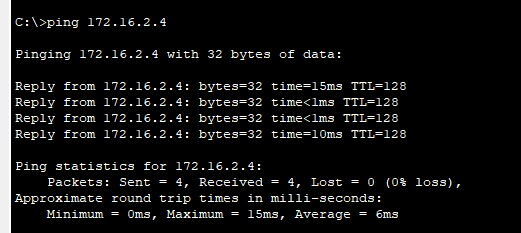 C:\>ping 172.16.2.4
Pinging 172.16.2.4 with 32 bytes of data:
Reply from 172.16.2.4: bytes=32 time=15ms TTL=128
Reply from 172.16.2.4: bytes=32 time<1ms TTL=128
Reply from 172.16.2.4: bytes=32 time<1ms TTL=128
Reply from 172.16.2.4: bytes=32 time=10ms TTL=128
Ping statistics for 172.16.2.4:
    Packets: Sent = 4, Received = 4, Lost = 0 (0% loss),
Approximate round trip times in milli-seconds:
    Minimum = 0ms, Maximum = 15ms, Average = 6ms